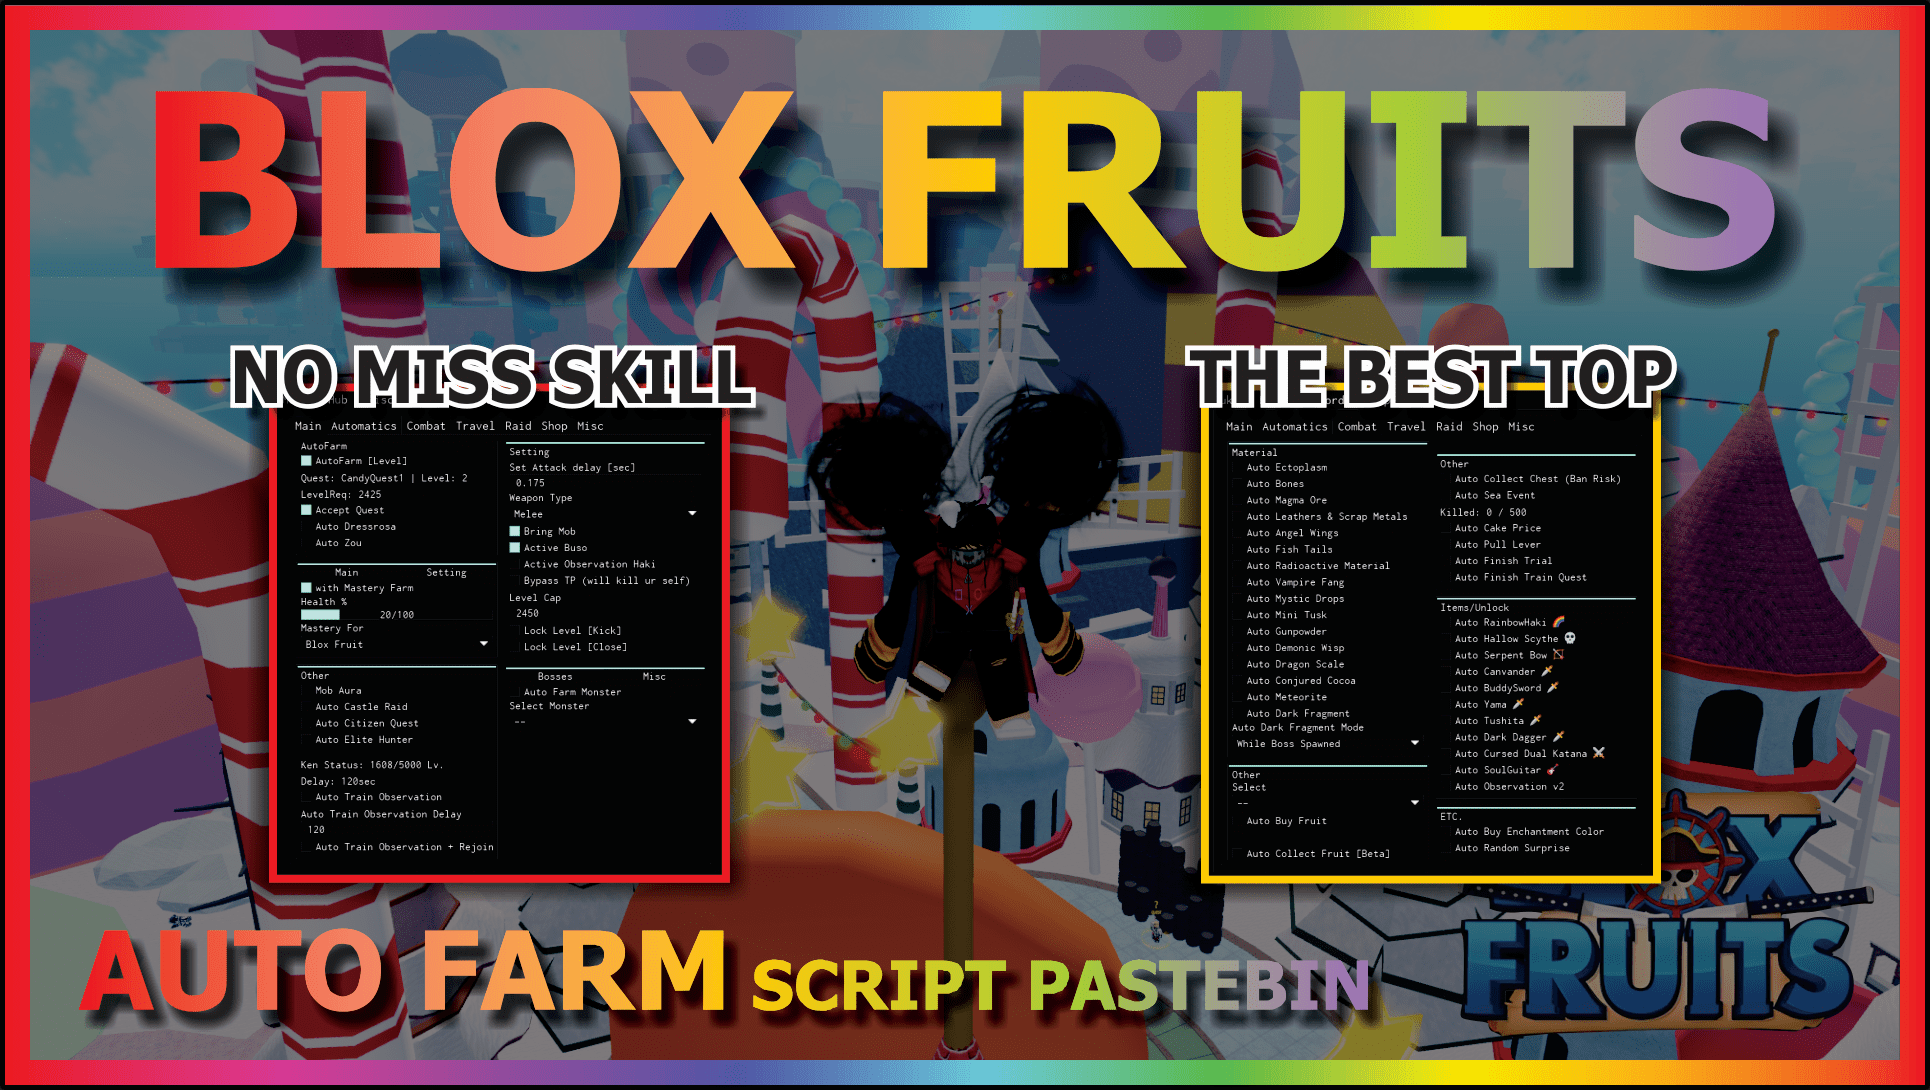 BLOX FRUITS
NO MISS SKILL
THE BEST TOP
Main Automatics Combat Travel Raid Shop Misc
AutoFarm
AutoFarm [Level]
Quest: CandyQuest1 | Level: 2
LevelReq: 2425
Accept Quest
Auto Dressrosa
Auto Zou
Main Setting
with Mastery Farm
Health %
20/100
Mastery For
Blox Fruit
Other
Mob Aura
Auto Castle Raid
Auto Citizen Quest
Auto Elite Hunter
Ken Status: 1608/5000 Lv.
Delay: 120sec
Auto Train Observation
Auto Train Observation Delay
120
Auto Train Observation + Rejoin
Setting
Set Attack delay [sec]
0.175
Weapon Type
Melee
Bring Mob
Active Buso
Active Observation Haki
Bypass TP (will kill ur self)
Level Cap
2450
Lock Level [Kick]
Lock Level [Close]
Bosses Misc
Auto Farm Monster
Select Monster
--
Main Automatics Combat Travel Raid Shop Misc
Material
Auto Ectoplasm
Auto Bones
Auto Magma Ore
Auto Leathers & Scrap Metals
Auto Angel Wings
Auto Fish Tails
Auto Radioactive Material
Auto Vampire Fang
Auto Mystic Drops
Auto Mini Tusk
Auto Gunpowder
Auto Demonic Wisp
Auto Dragon Scale
Auto Conjured Cocoa
Auto Meteorite
Auto Dark Fragment
Auto Dark Fragment Mode
While Boss Spawned
Other
Select
--
Auto Buy Fruit
Auto Collect Fruit [Beta]
Other
Auto Collect Chest (Ban Risk)
Auto Sea Event
Killed: 0 / 500
Auto Cake Price
Auto Pull Lever
Auto Finish Trial
Auto Finish Train Quest
Items/Unlock
Auto RainbowHaki 🌈
Auto Hallow Scythe 💀
Auto Serpent Bow 🏹
Auto Canvander 🗡
Auto BuddySword 🗡
Auto Yama 🗡
Auto Tushita 🗡
Auto Dark Dagger 🗡
Auto Cursed Dual Katana ⚔
Auto SoulGuitar 🎸
Auto Observation v2
ETC.
Auto Buy Enchantment Color
Auto Random Surprise
AUTO FARM SCRIPT PASTEBIN
FRUITS